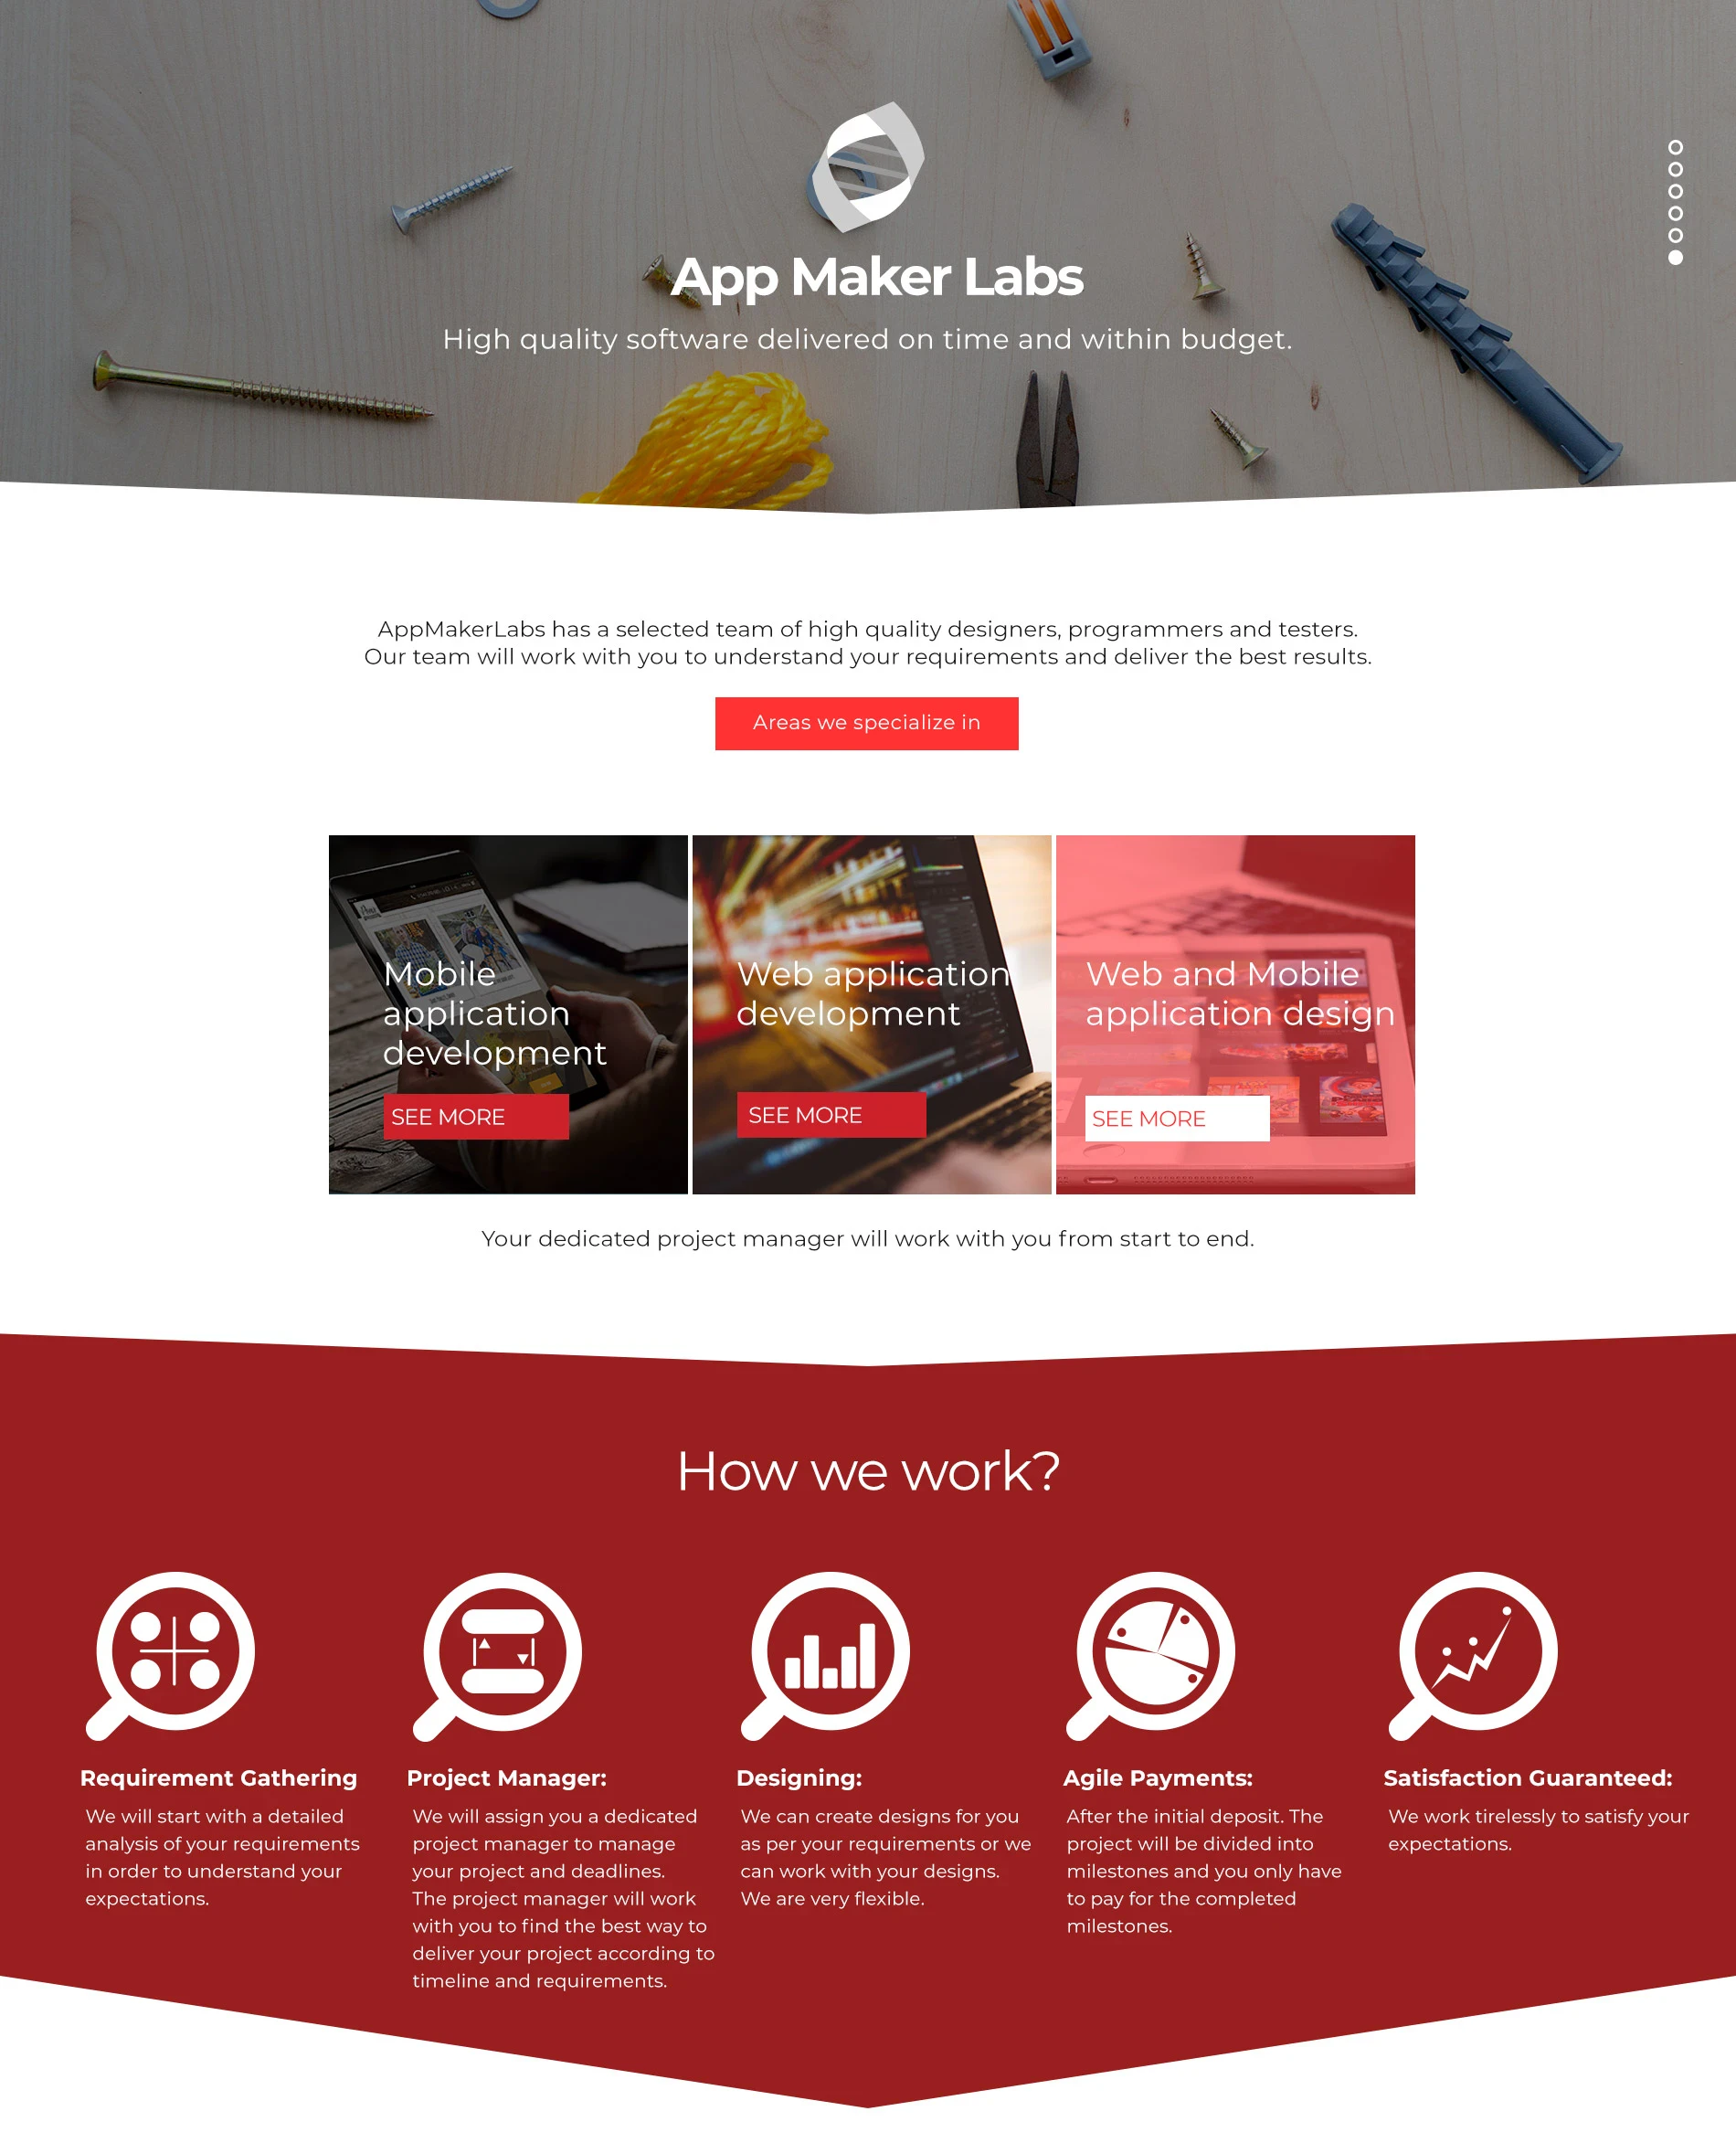 App Maker Labs
High quality software delivered on time and within budget.
AppMakerLabs has a selected team of high quality designers, programmers and testers.
Our team will work with you to understand your requirements and deliver the best results.
Areas we specialize in
Mobile
application
development
SEE MORE
Web application
development
SEE MORE
Web and Mobile
application design
SEE MORE
Your dedicated project manager will work with you from start to end.
How we work?
Requirement Gathering
We will start with a detailed
analysis of your requirements
in order to understand your
expectations.
Project Manager:
We will assign you a dedicated
project manager to manage
your project and deadlines.
The project manager will work
with you to find the best way to
deliver your project according to
timeline and requirements.
Designing:
We can create designs for you
as per your requirements or we
can work with your designs.
We are very flexible.
Agile Payments:
After the initial deposit. The
project will be divided into
milestones and you only have
to pay for the completed
milestones.
Satisfaction Guaranteed:
We work tirelessly to satisfy your
expectations.